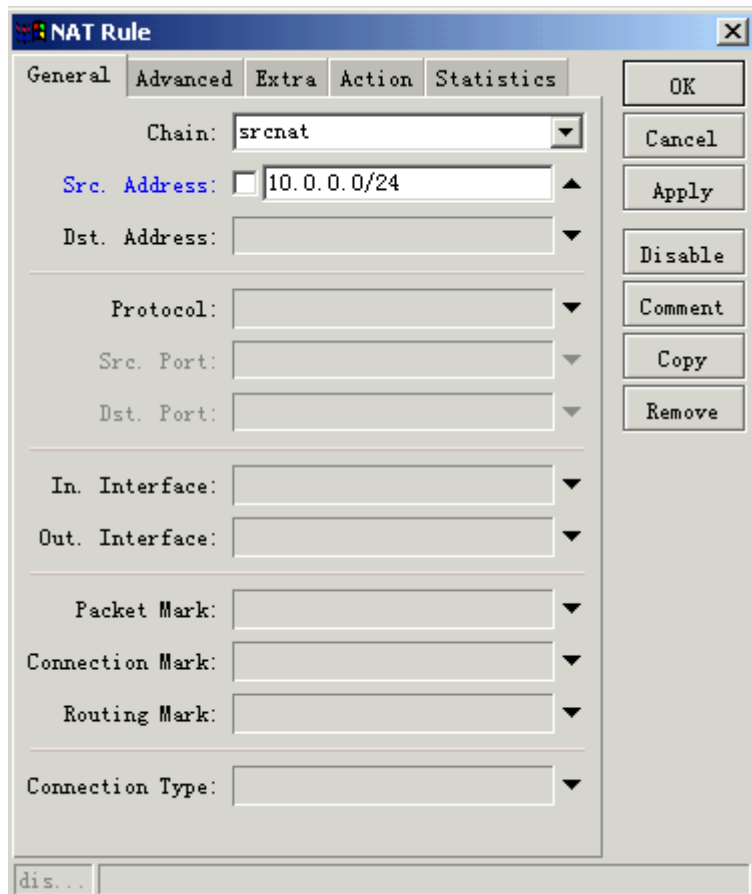 NAT Rule
General Advanced Extra Action Statistics
Chain: srcnat
Src. Address: 10.0.0.0/24
Dst. Address:
Protocol:
Src. Port:
Dst. Port:
In. Interface:
Out. Interface:
Packet Mark:
Connection Mark:
Routing Mark:
Connection Type:
OK
Cancel
Apply
Disable
Comment
Copy
Remove
dis...